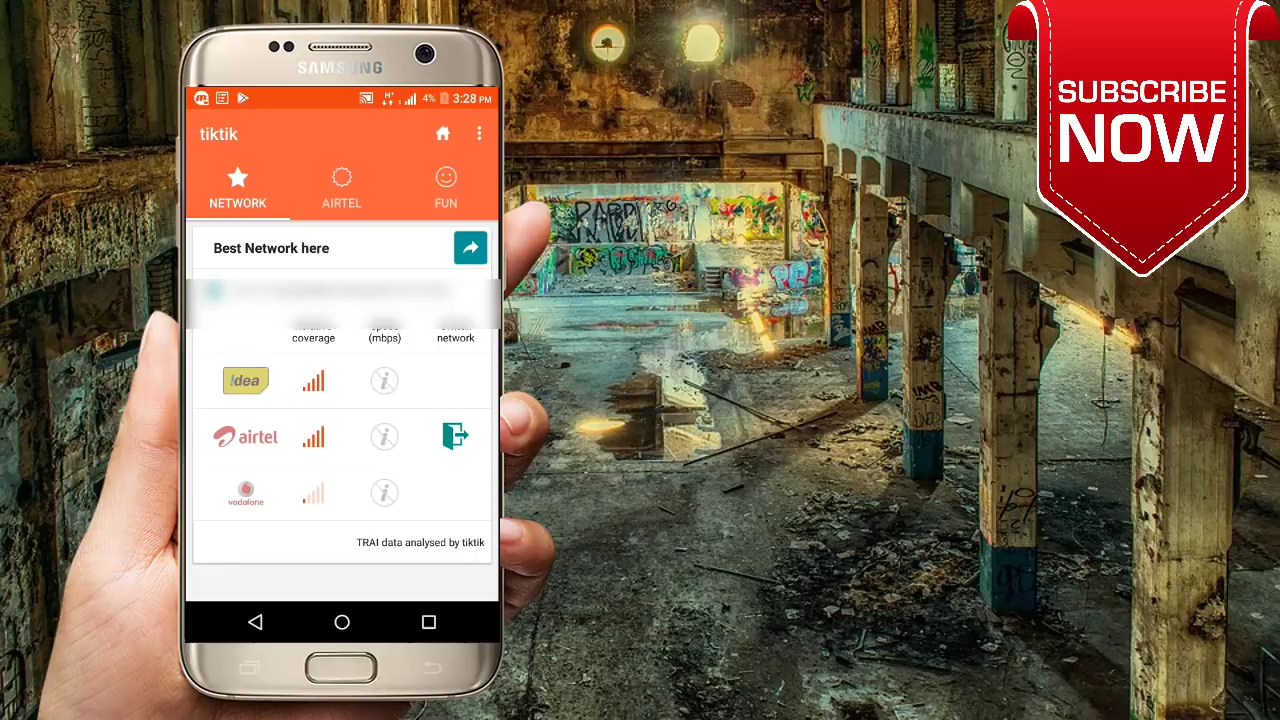 SAMSUNG
4% 3:28 PM
tiktik
NETWORK AIRTEL FUN
Best Network here
coverage (mbps) network
!dea
airtel
vodafone
TRAI data analysed by tiktik
SUBSCRIBE
NOW